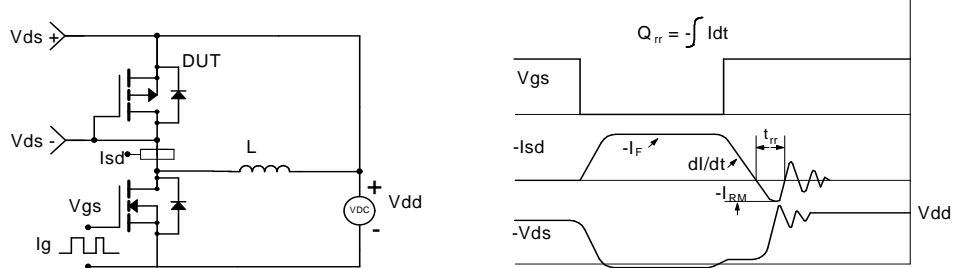 Vds +
DUT
Vds -
Isd
L
Vgs
+
Vdd
VDC
-
Ig
Q_rr = -∫ Idt
Vgs
t_rr
-Isd
-I_F
dI/dt
-I_RM
Vdd
-Vds